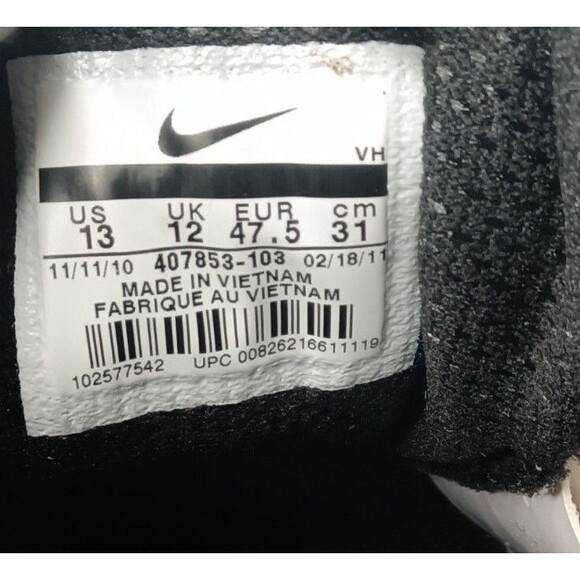 VH
US UK EUR cm
13 12 47.5 31
11/11/10 407853-103 02/18/11
MADE IN VIETNAM
FABRIQUE AU VIETNAM
102577542 UPC 00826216611119